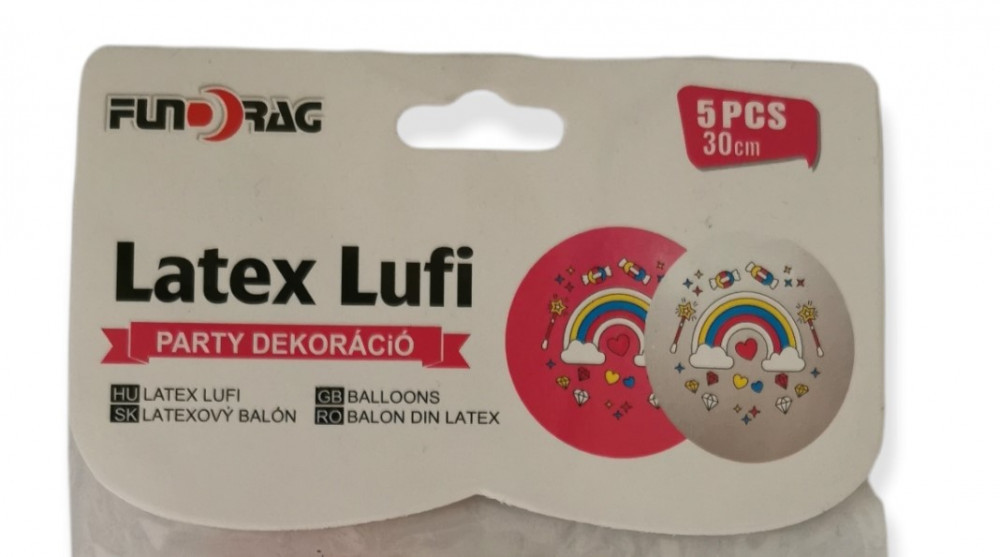 FUNDRAG
5 PCS
30cm
Latex Lufi
PARTY DEKORÁCiÓ
HU LATEX LUFI
SK LATEXOVÝ BALÓN
GB BALLOONS
RO BALON DIN LATEX